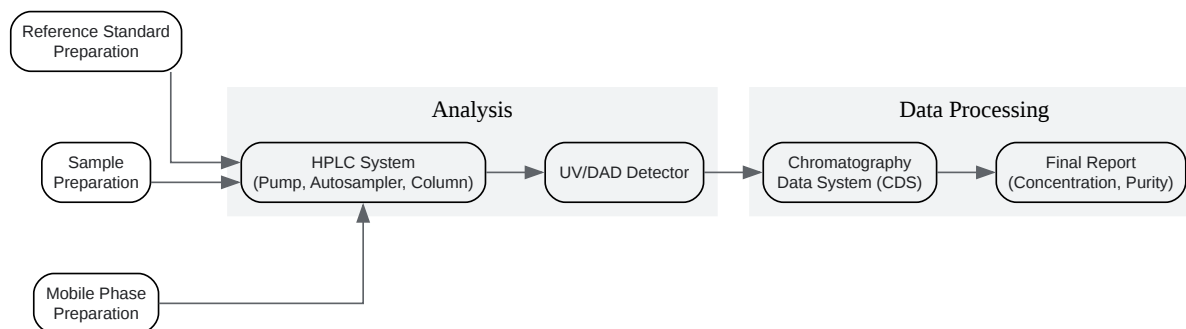 Reference Standard
Preparation
Analysis
Data Processing
Sample
Preparation
HPLC System
(Pump, Autosampler, Column)
UV/DAD Detector
Chromatography
Data System (CDS)
Final Report
(Concentration, Purity)
Mobile Phase
Preparation